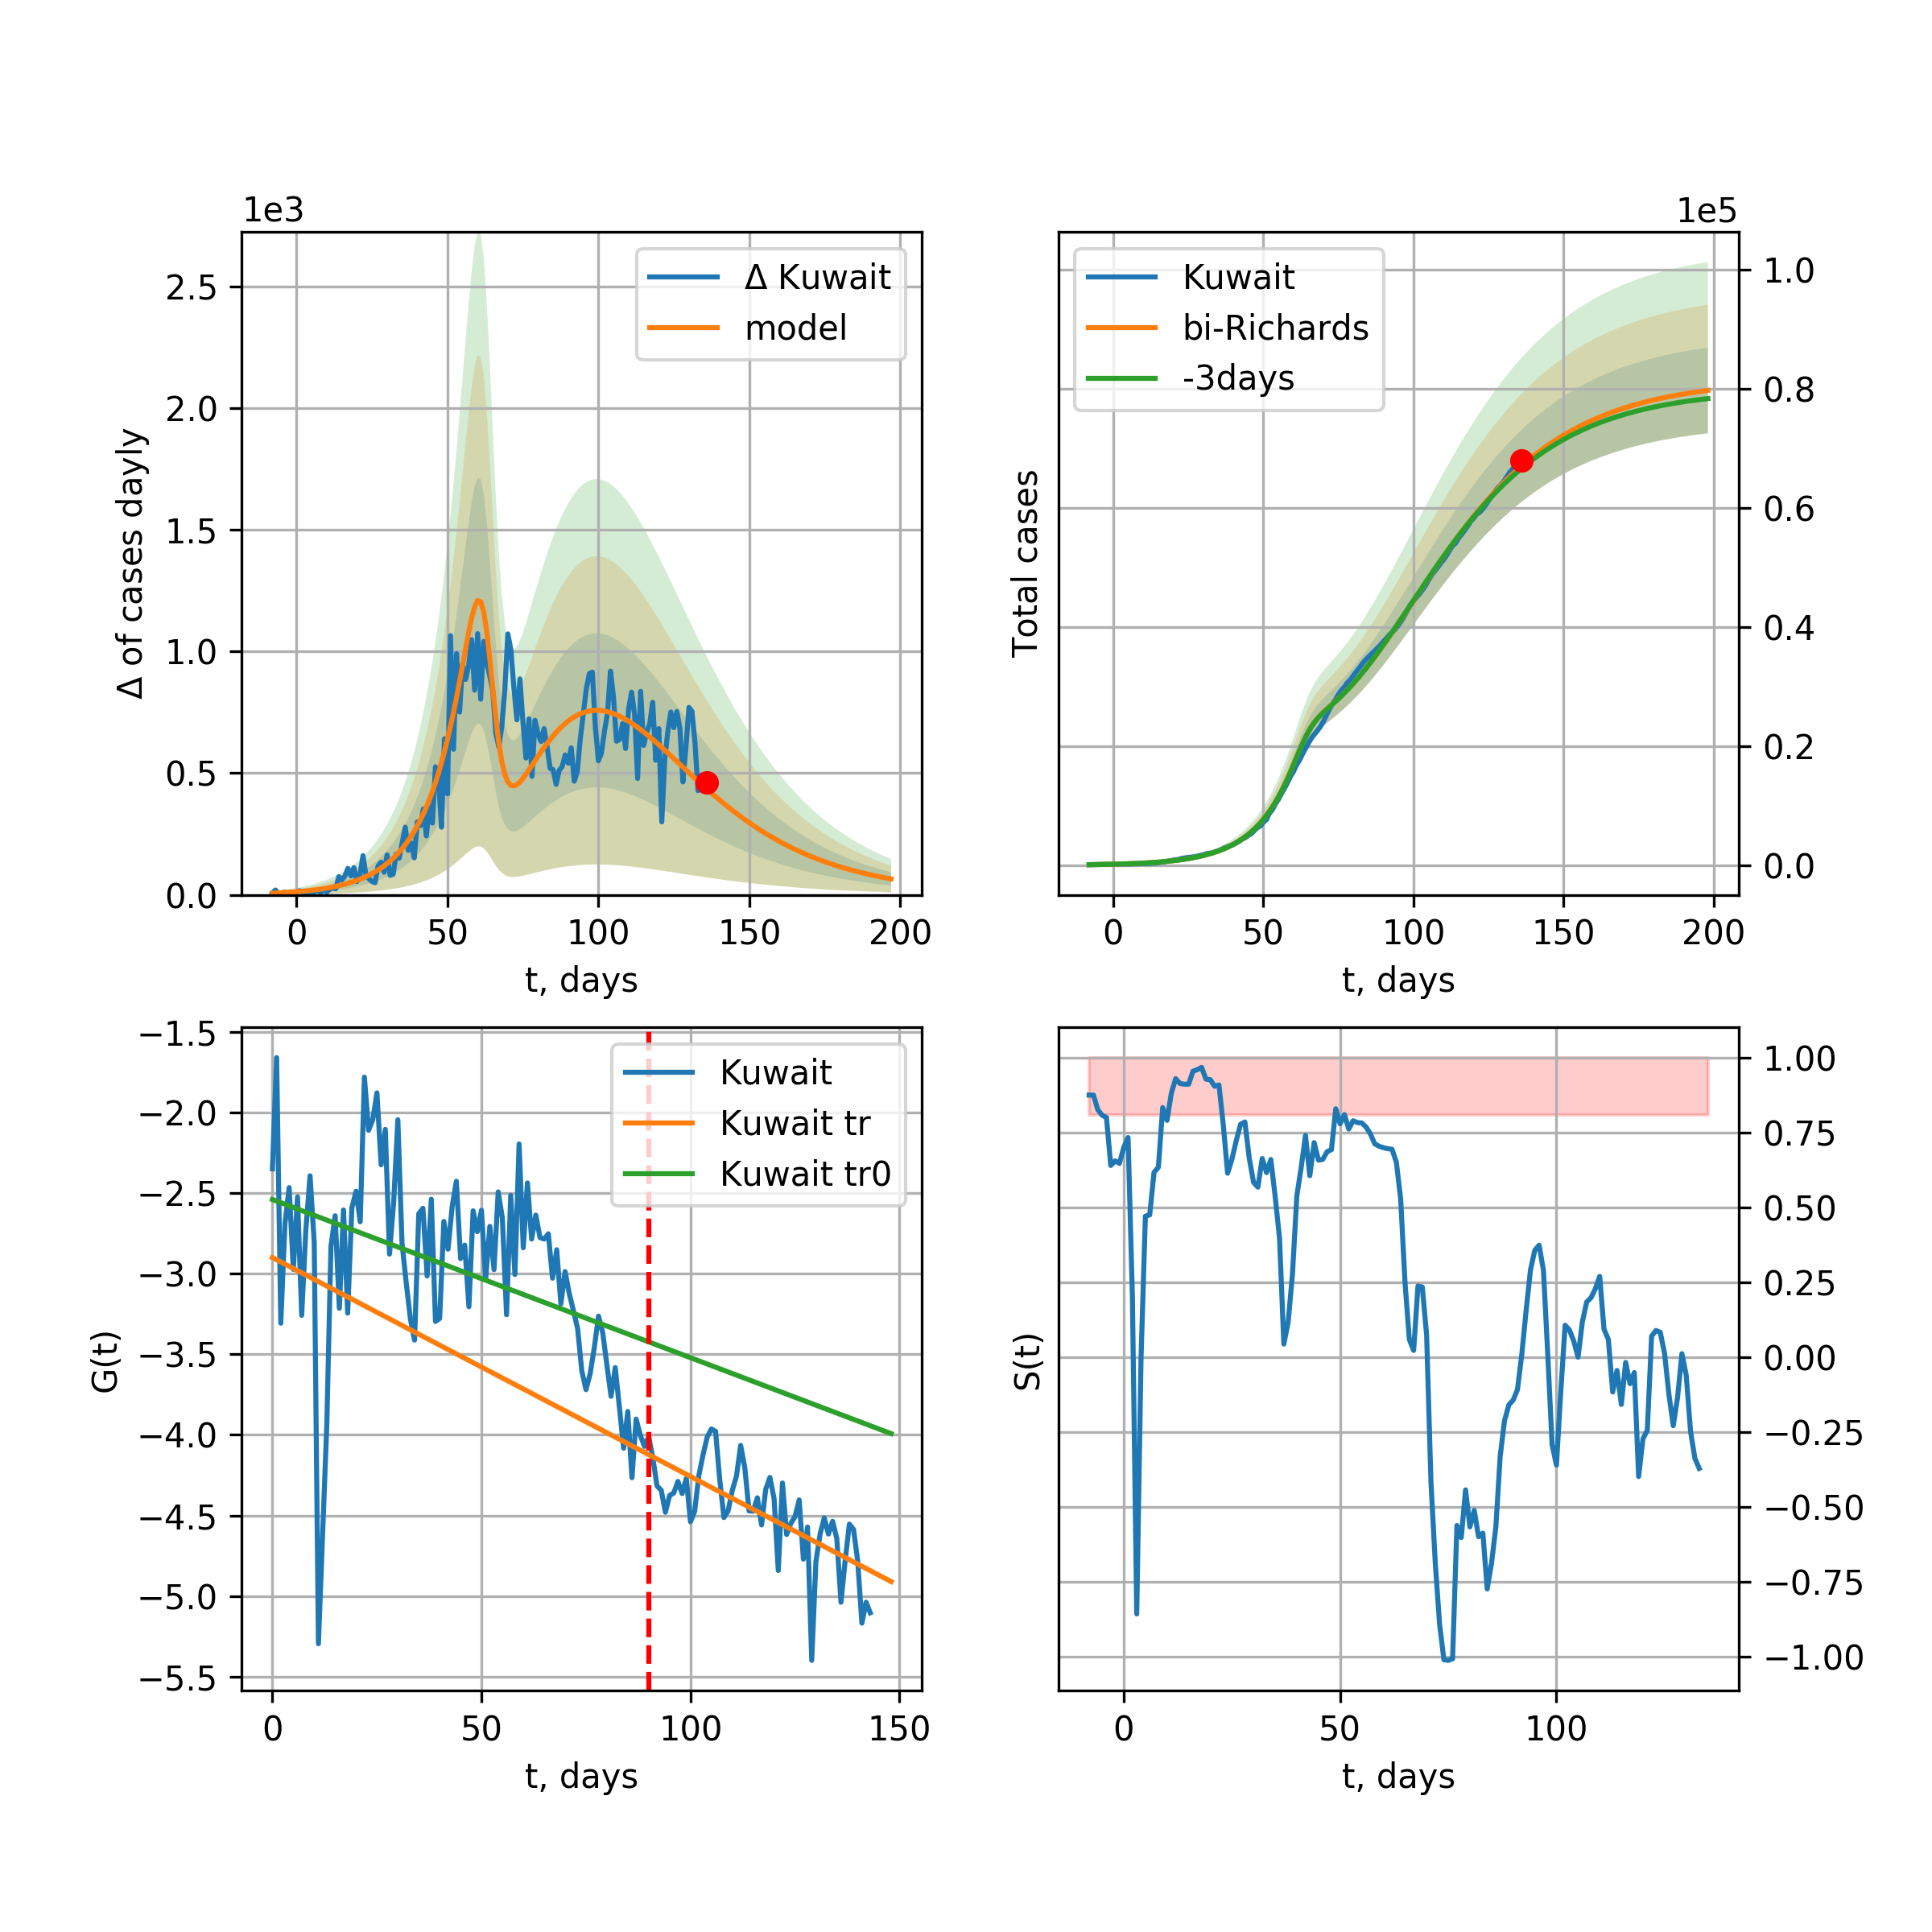 1e3
Δ of cases dayly
2.5
2.0
1.5
1.0
0.5
0.0
0 50 100 150 200
t, days
Δ Kuwait
model
1e5
Total cases
1.0
0.8
0.6
0.4
0.2
0.0
0 50 100 150 200
t, days
Kuwait
bi-Richards
-3days
G(t)
−1.5
−2.0
−2.5
−3.0
−3.5
−4.0
−4.5
−5.0
−5.5
0 50 100 150
t, days
Kuwait
Kuwait tr
Kuwait tr0
S(t)
1.00
0.75
0.50
0.25
0.00
−0.25
−0.50
−0.75
−1.00
0 50 100
t, days